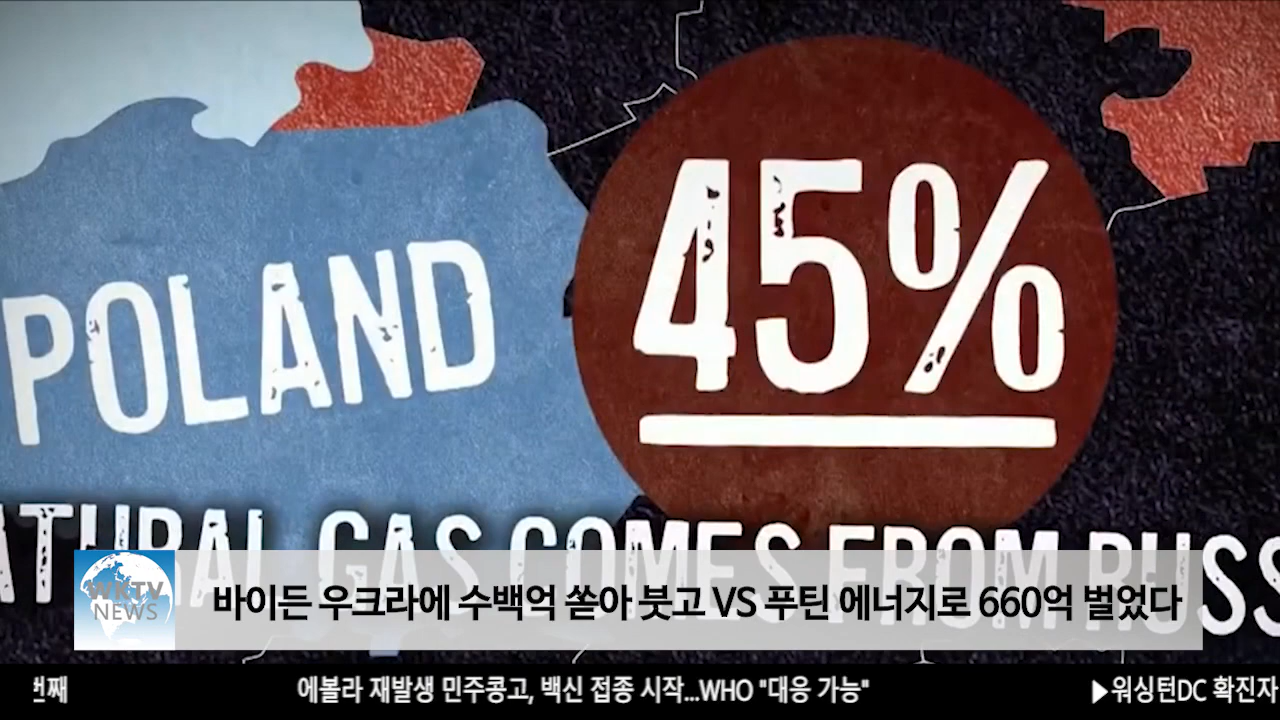 POLAND
45%
NATURAL GAS COMES FROM RUSS
WKTV
NEWS
바이든 우크라에 수백억 쏟아 붓고 VS 푸틴 에너지로 660억 벌었다
에볼라 재발생 민주콩고, 백신 접종 시작...WHO "대응 가능" ▶워싱턴DC 확진자